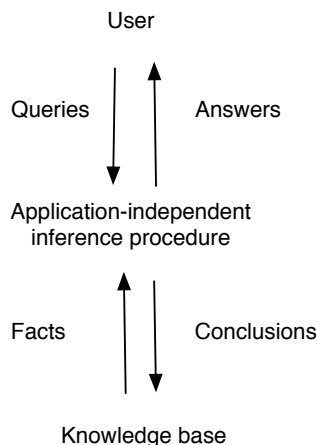 User
Queries
Answers
Application-independent
inference procedure
Facts
Conclusions
Knowledge base